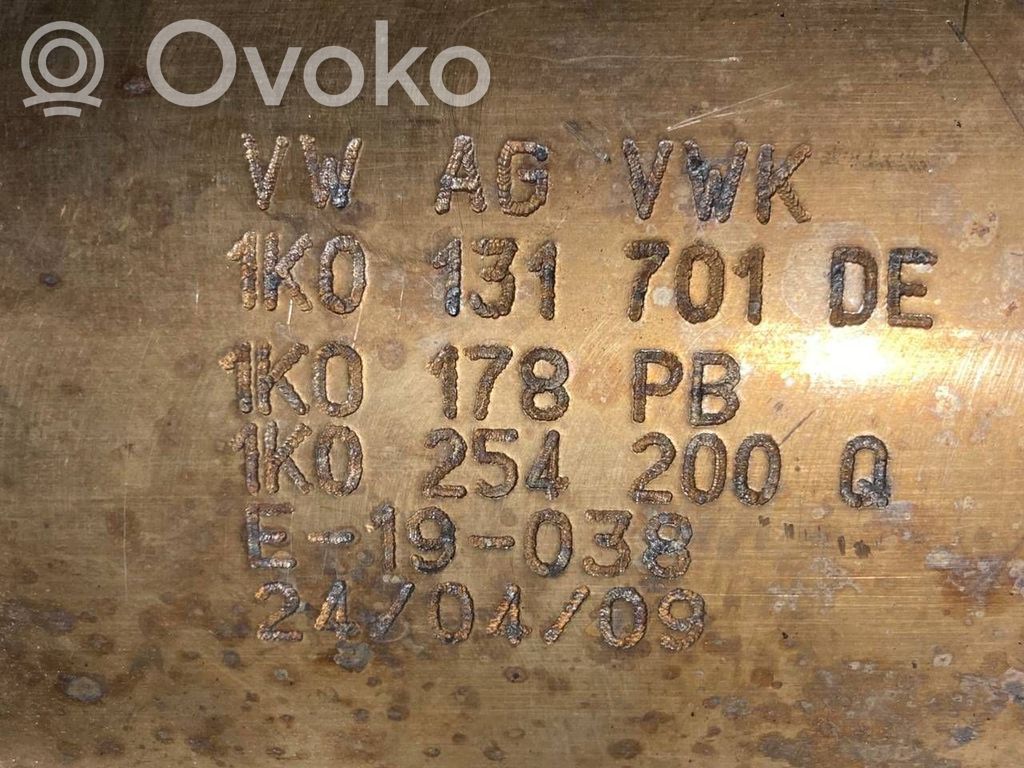 Ovoko
VW AG VWK
1K0 131 701 DE
1K0 178 PB
1K0 254 200 Q
E-19-038
24/04/09